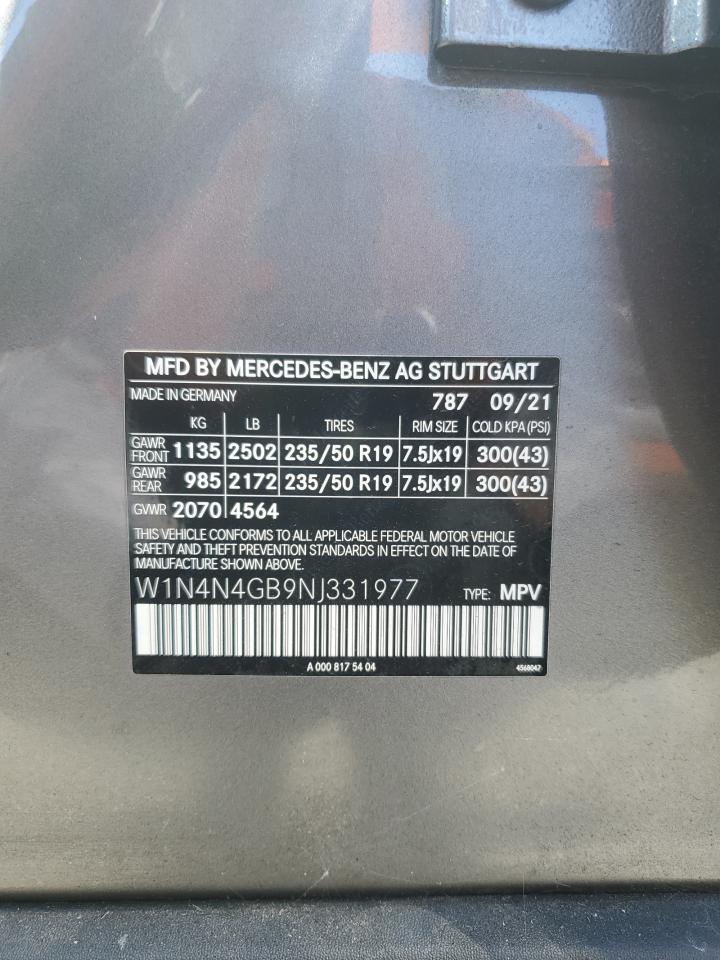 MFD BY MERCEDES-BENZ AG STUTTGART
MADE IN GERMANY 787 09/21
KG LB TIRES RIM SIZE COLD KPA (PSI)
GAWR FRONT 1135 2502 235/50 R19 7.5Jx19 300(43)
GAWR REAR 985 2172 235/50 R19 7.5Jx19 300(43)
GVWR 2070 4564
THIS VEHICLE CONFORMS TO ALL APPLICABLE FEDERAL MOTOR VEHICLE
SAFETY AND THEFT PREVENTION STANDARDS IN EFFECT ON THE DATE OF
MANUFACTURE SHOWN ABOVE.
W1N4N4GB9NJ331977 TYPE: MPV
A 000 817 54 04 4568047